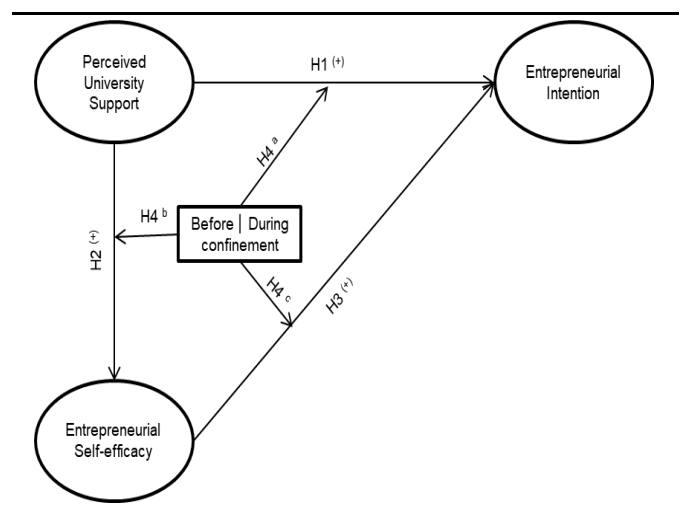 Perceived
University
Support
H1 (+)
Entrepreneurial
Intention
H4 a
H4 b
Before | During
confinement
H2 (+)
H4 c
H3 (+)
Entrepreneurial
Self-efficacy